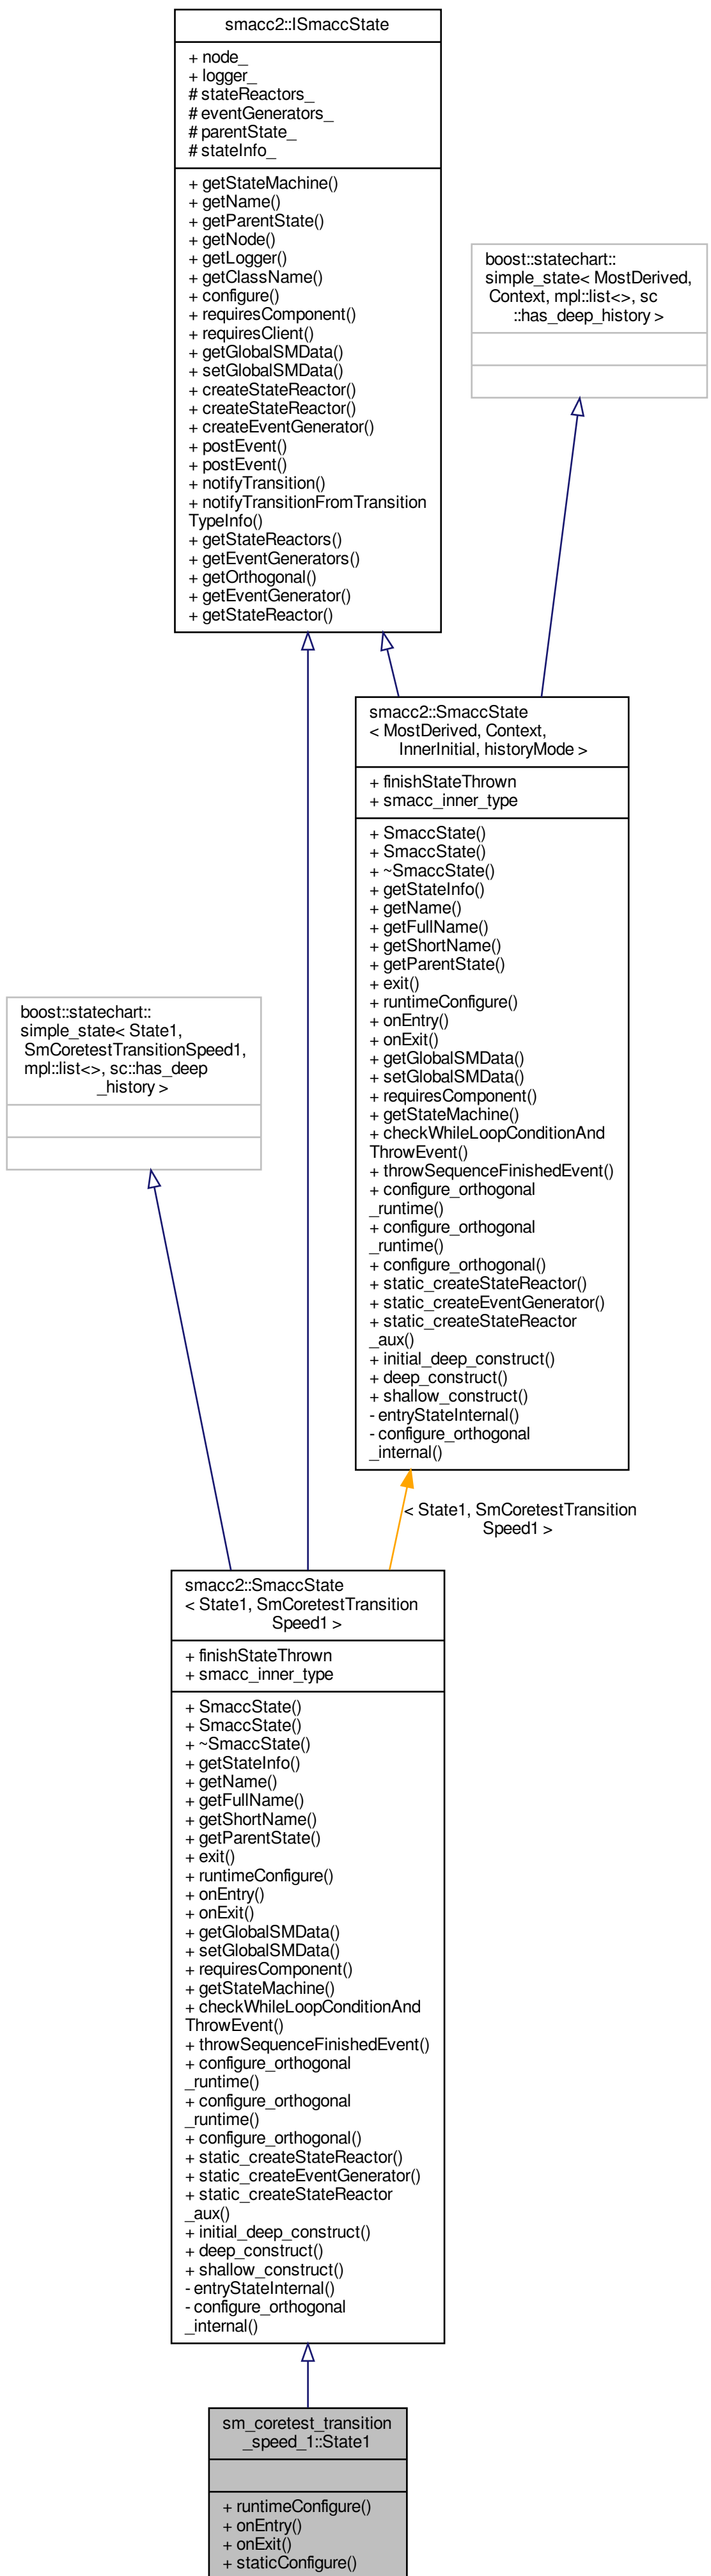 smacc2::ISmaccState
+ node_
+ logger_
# stateReactors_
# eventGenerators_
# parentState_
# stateInfo_
+ getStateMachine()
+ getName()
+ getParentState()
+ getNode()
+ getLogger()
+ getClassName()
+ configure()
+ requiresComponent()
+ requiresClient()
+ getGlobalSMData()
+ setGlobalSMData()
+ createStateReactor()
+ createStateReactor()
+ createEventGenerator()
+ postEvent()
+ postEvent()
+ notifyTransition()
+ notifyTransitionFromTransition
TypeInfo()
+ getStateReactors()
+ getEventGenerators()
+ getOrthogonal()
+ getEventGenerator()
+ getStateReactor()
boost::statechart::
simple_state< MostDerived,
Context, mpl::list<>, sc
::has_deep_history >
smacc2::SmaccState
< MostDerived, Context,
InnerInitial, historyMode >
+ finishStateThrown
+ smacc_inner_type
+ SmaccState()
+ SmaccState()
+ ~SmaccState()
+ getStateInfo()
+ getName()
+ getFullName()
+ getShortName()
+ getParentState()
+ exit()
+ runtimeConfigure()
+ onEntry()
+ onExit()
+ getGlobalSMData()
+ setGlobalSMData()
+ requiresComponent()
+ getStateMachine()
+ checkWhileLoopConditionAnd
ThrowEvent()
+ throwSequenceFinishedEvent()
+ configure_orthogonal
_runtime()
+ configure_orthogonal
_runtime()
+ configure_orthogonal()
+ static_createStateReactor()
+ static_createEventGenerator()
+ static_createStateReactor
_aux()
+ initial_deep_construct()
+ deep_construct()
+ shallow_construct()
- entryStateInternal()
- configure_orthogonal
_internal()
boost::statechart::
simple_state< State1,
SmCoretestTransitionSpeed1,
mpl::list<>, sc::has_deep
_history >
< State1, SmCoretestTransition
Speed1 >
smacc2::SmaccState
< State1, SmCoretestTransition
Speed1 >
+ finishStateThrown
+ smacc_inner_type
+ SmaccState()
+ SmaccState()
+ ~SmaccState()
+ getStateInfo()
+ getName()
+ getFullName()
+ getShortName()
+ getParentState()
+ exit()
+ runtimeConfigure()
+ onEntry()
+ onExit()
+ getGlobalSMData()
+ setGlobalSMData()
+ requiresComponent()
+ getStateMachine()
+ checkWhileLoopConditionAnd
ThrowEvent()
+ throwSequenceFinishedEvent()
+ configure_orthogonal
_runtime()
+ configure_orthogonal
_runtime()
+ configure_orthogonal()
+ static_createStateReactor()
+ static_createEventGenerator()
+ static_createStateReactor
_aux()
+ initial_deep_construct()
+ deep_construct()
+ shallow_construct()
- entryStateInternal()
- configure_orthogonal
_internal()
sm_coretest_transition
_speed_1::State1
+ runtimeConfigure()
+ onEntry()
+ onExit()
+ staticConfigure()